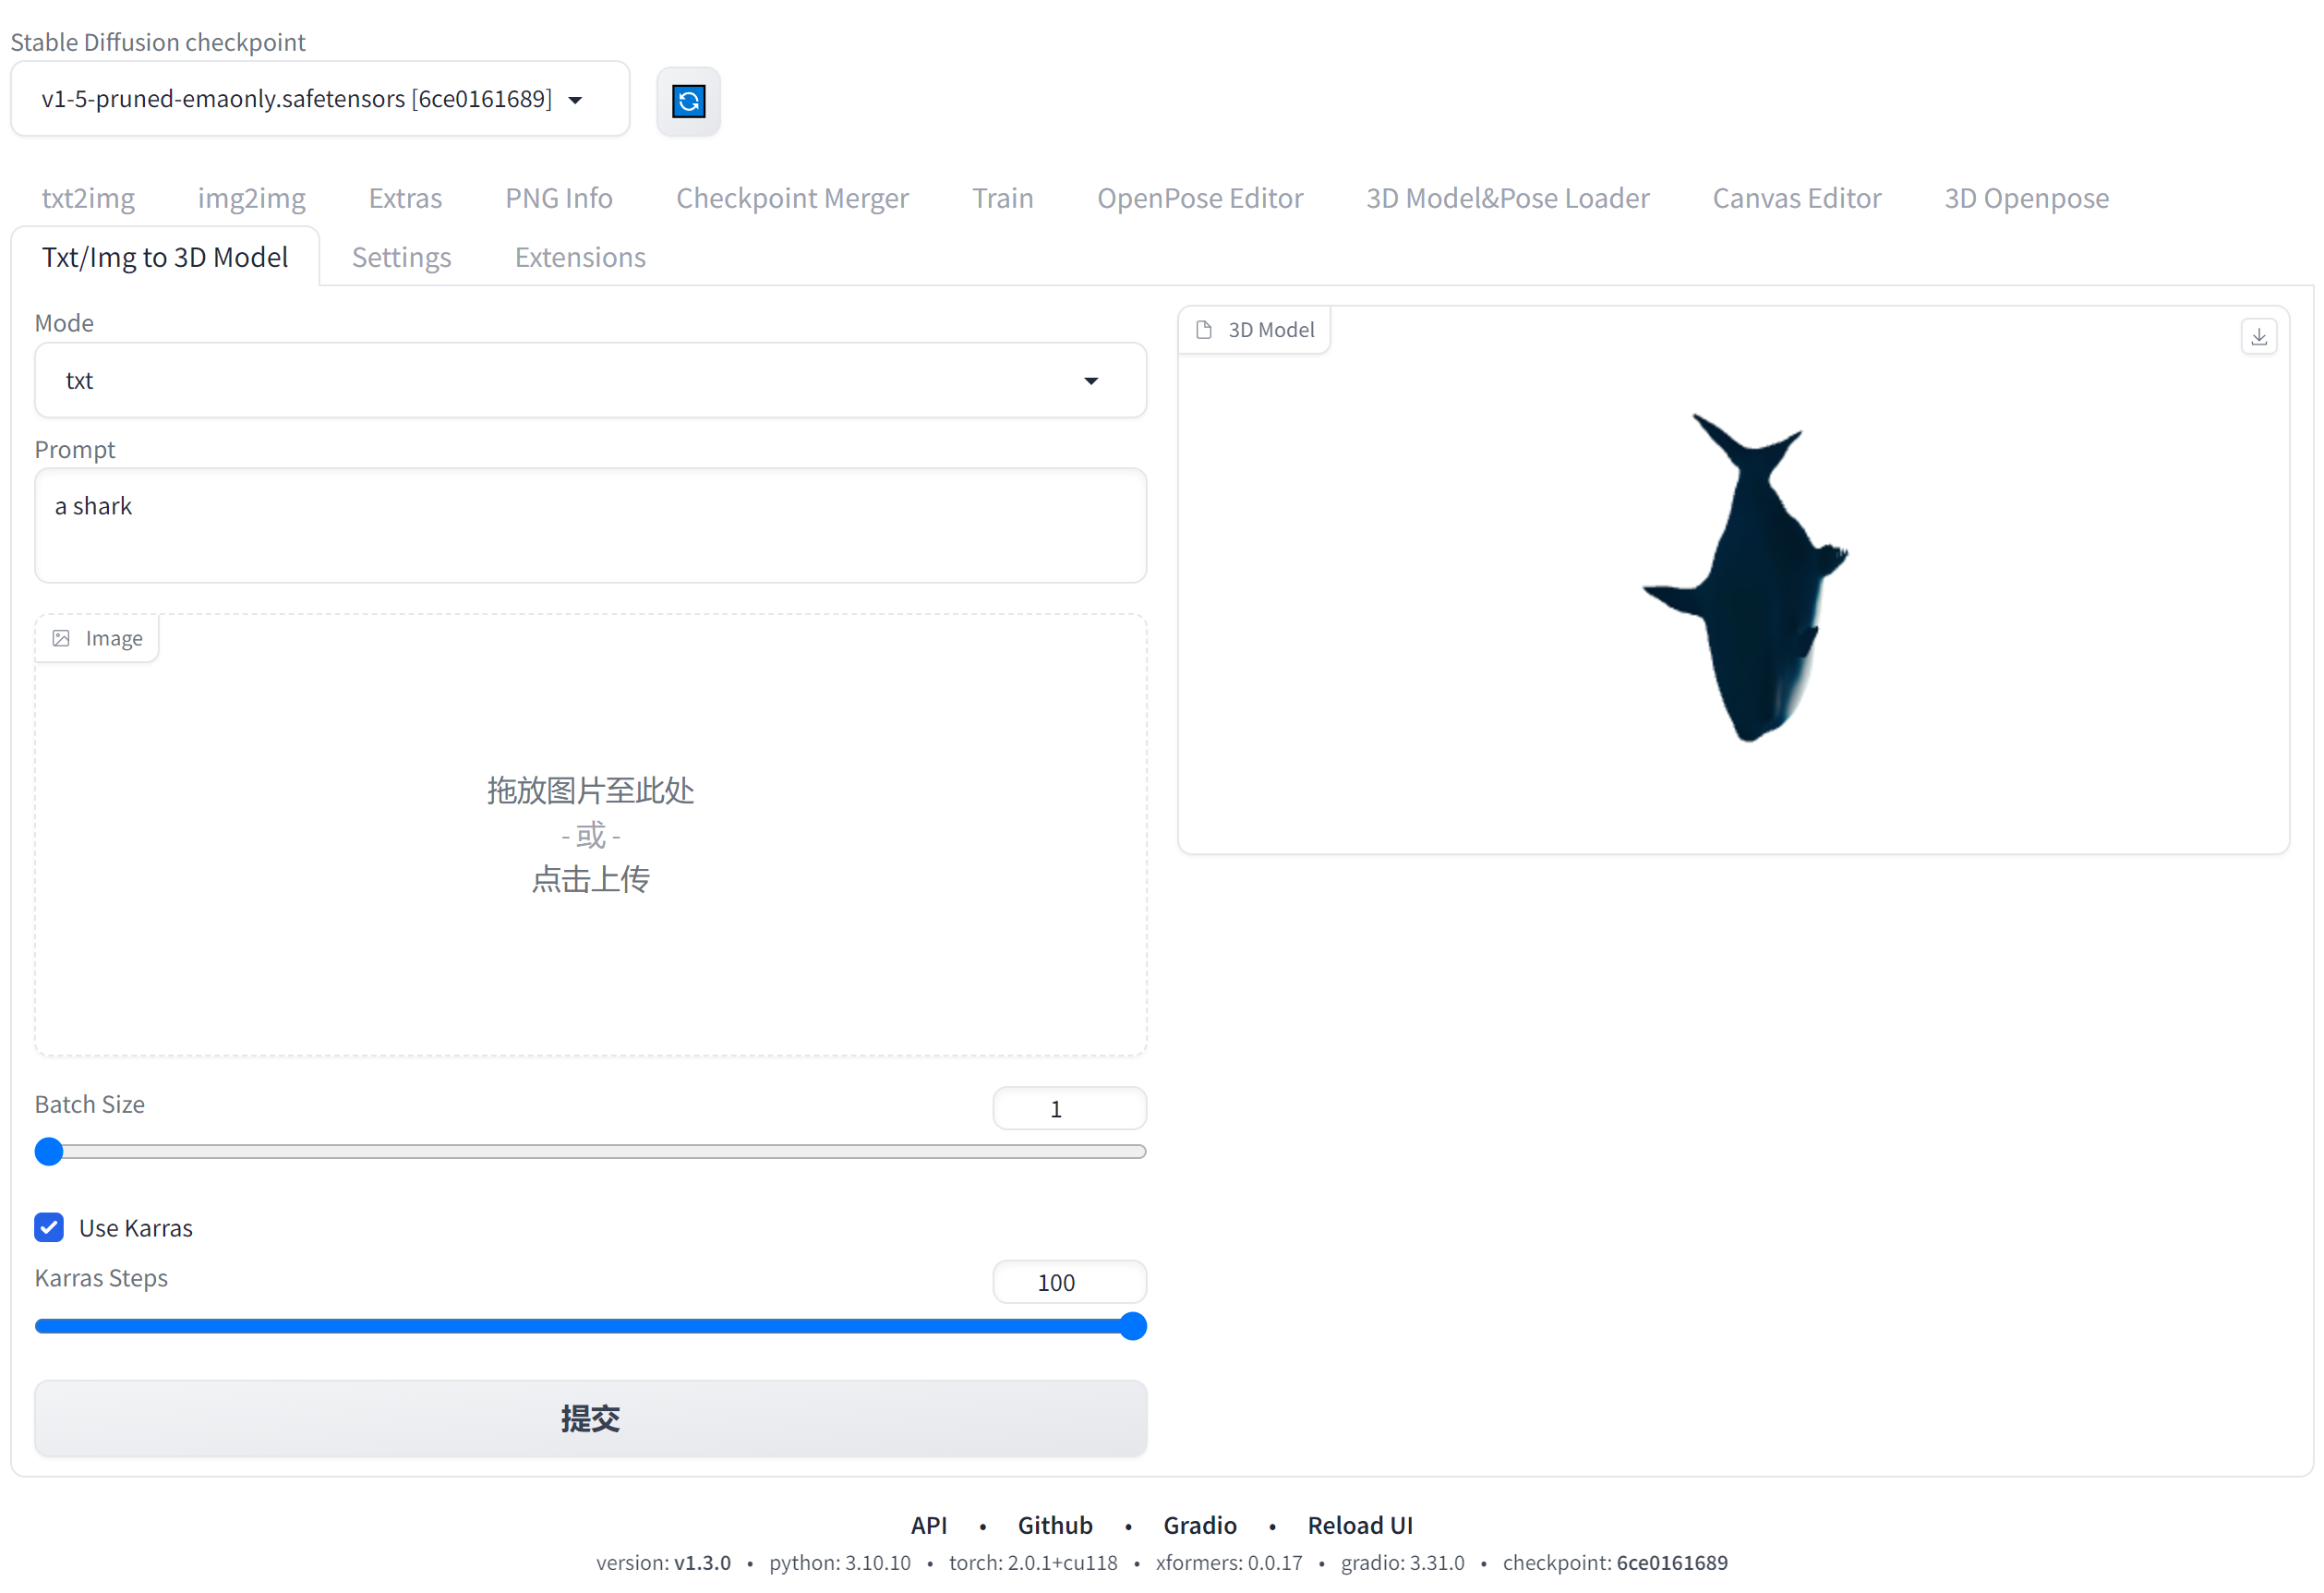 Stable Diffusion checkpoint
v1-5-pruned-emaonly.safetensors [6ce0161689]
txt2img img2img Extras PNG Info Checkpoint Merger Train OpenPose Editor 3D Model&Pose Loader Canvas Editor 3D Openpose
Txt/Img to 3D Model Settings Extensions
Mode
txt
Prompt
a shark
Image
拖放图片至此处
- 或 -
点击上传
Batch Size
1
Use Karras
Karras Steps
100
提交
3D Model
API • Github • Gradio • Reload UI
version: v1.3.0 • python: 3.10.10 • torch: 2.0.1+cu118 • xformers: 0.0.17 • gradio: 3.31.0 • checkpoint: 6ce0161689